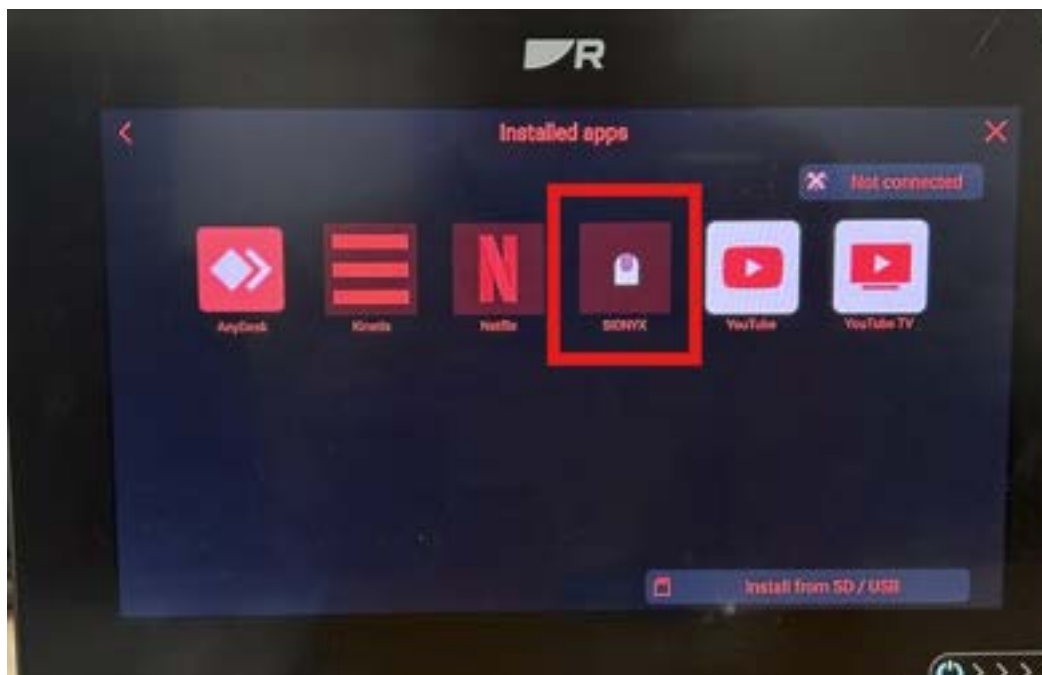 R
Installed apps
Not connected
AnyDesk
Kinetis
N
Netflix
SIONYX
YouTube
YouTube TV
Install from SD / USB